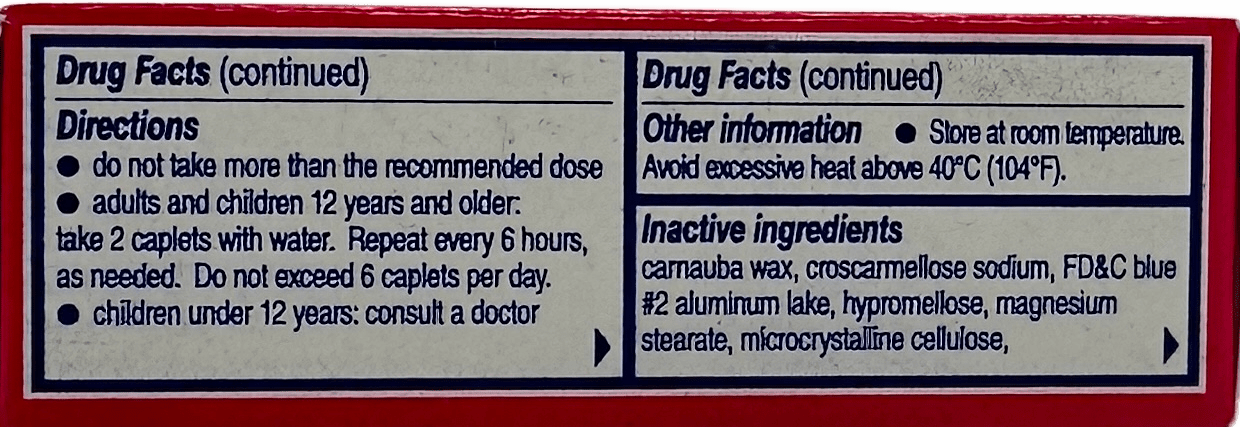 Drug Facts (continued)
Directions
● do not take more than the recommended dose
● adults and children 12 years and older:
take 2 caplets with water. Repeat every 6 hours,
as needed. Do not exceed 6 caplets per day.
● children under 12 years: consult a doctor
Drug Facts (continued)
Other information ● Store at room temperature.
Avoid excessive heat above 40°C (104°F).
Inactive ingredients
carnauba wax, croscarmellose sodium, FD&C blue
#2 aluminum lake, hypromellose, magnesium
stearate, microcrystalline cellulose,